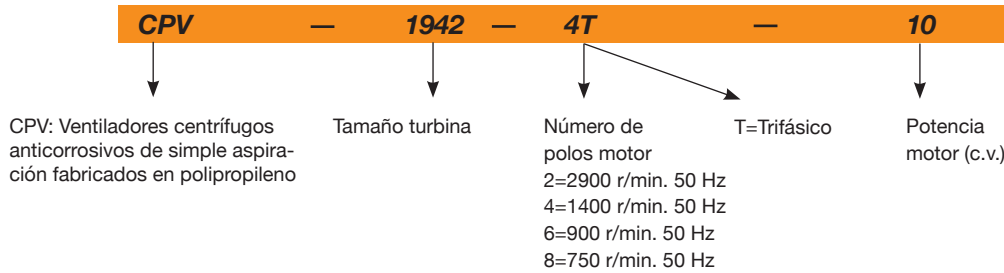 CPV — 1942 — 4T — 10
CPV: Ventiladores centrífugos
anticorrosivos de simple aspira-
ción fabricados en polipropileno
Tamaño turbina
Número de
polos motor
2=2900 r/min. 50 Hz
4=1400 r/min. 50 Hz
6=900 r/min. 50 Hz
8=750 r/min. 50 Hz
T=Trifásico
Potencia
motor (c.v.)